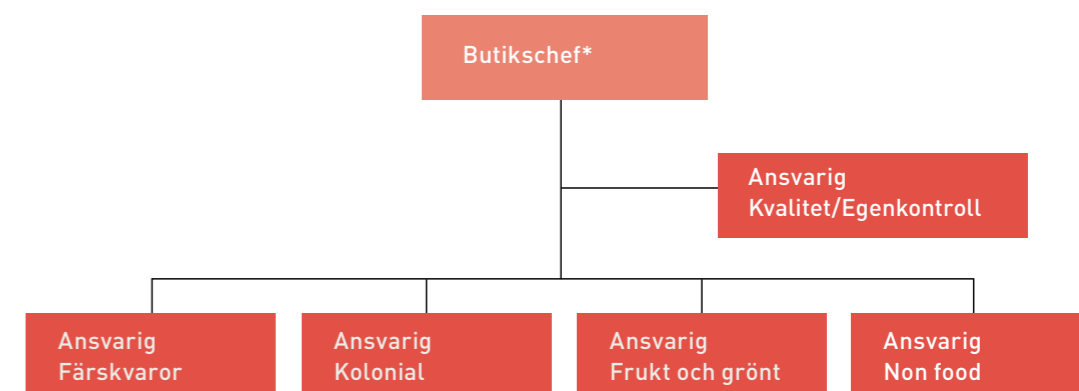 Butikschef*
Ansvarig
Kvalitet/Egenkontroll
Ansvarig
Färskvaror
Ansvarig
Kolonial
Ansvarig
Frukt och grönt
Ansvarig
Non food